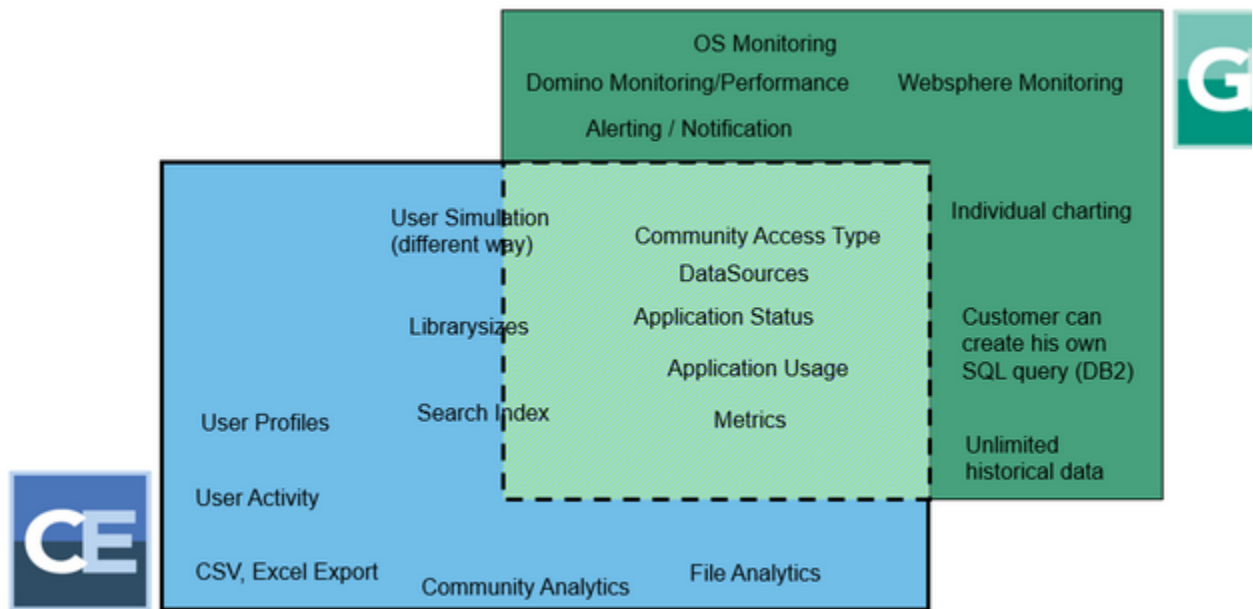 OS Monitoring
Domino Monitoring/Performance
Websphere Monitoring
Alerting / Notification
User Simulation
(different way)
Community Access Type
Individual charting
DataSources
Librarysizes
Application Status
Customer can
create his own
SQL query (DB2)
Application Usage
User Profiles
Search Index
Metrics
Unlimited
historical data
User Activity
CSV, Excel Export
Community Analytics
File Analytics
CE